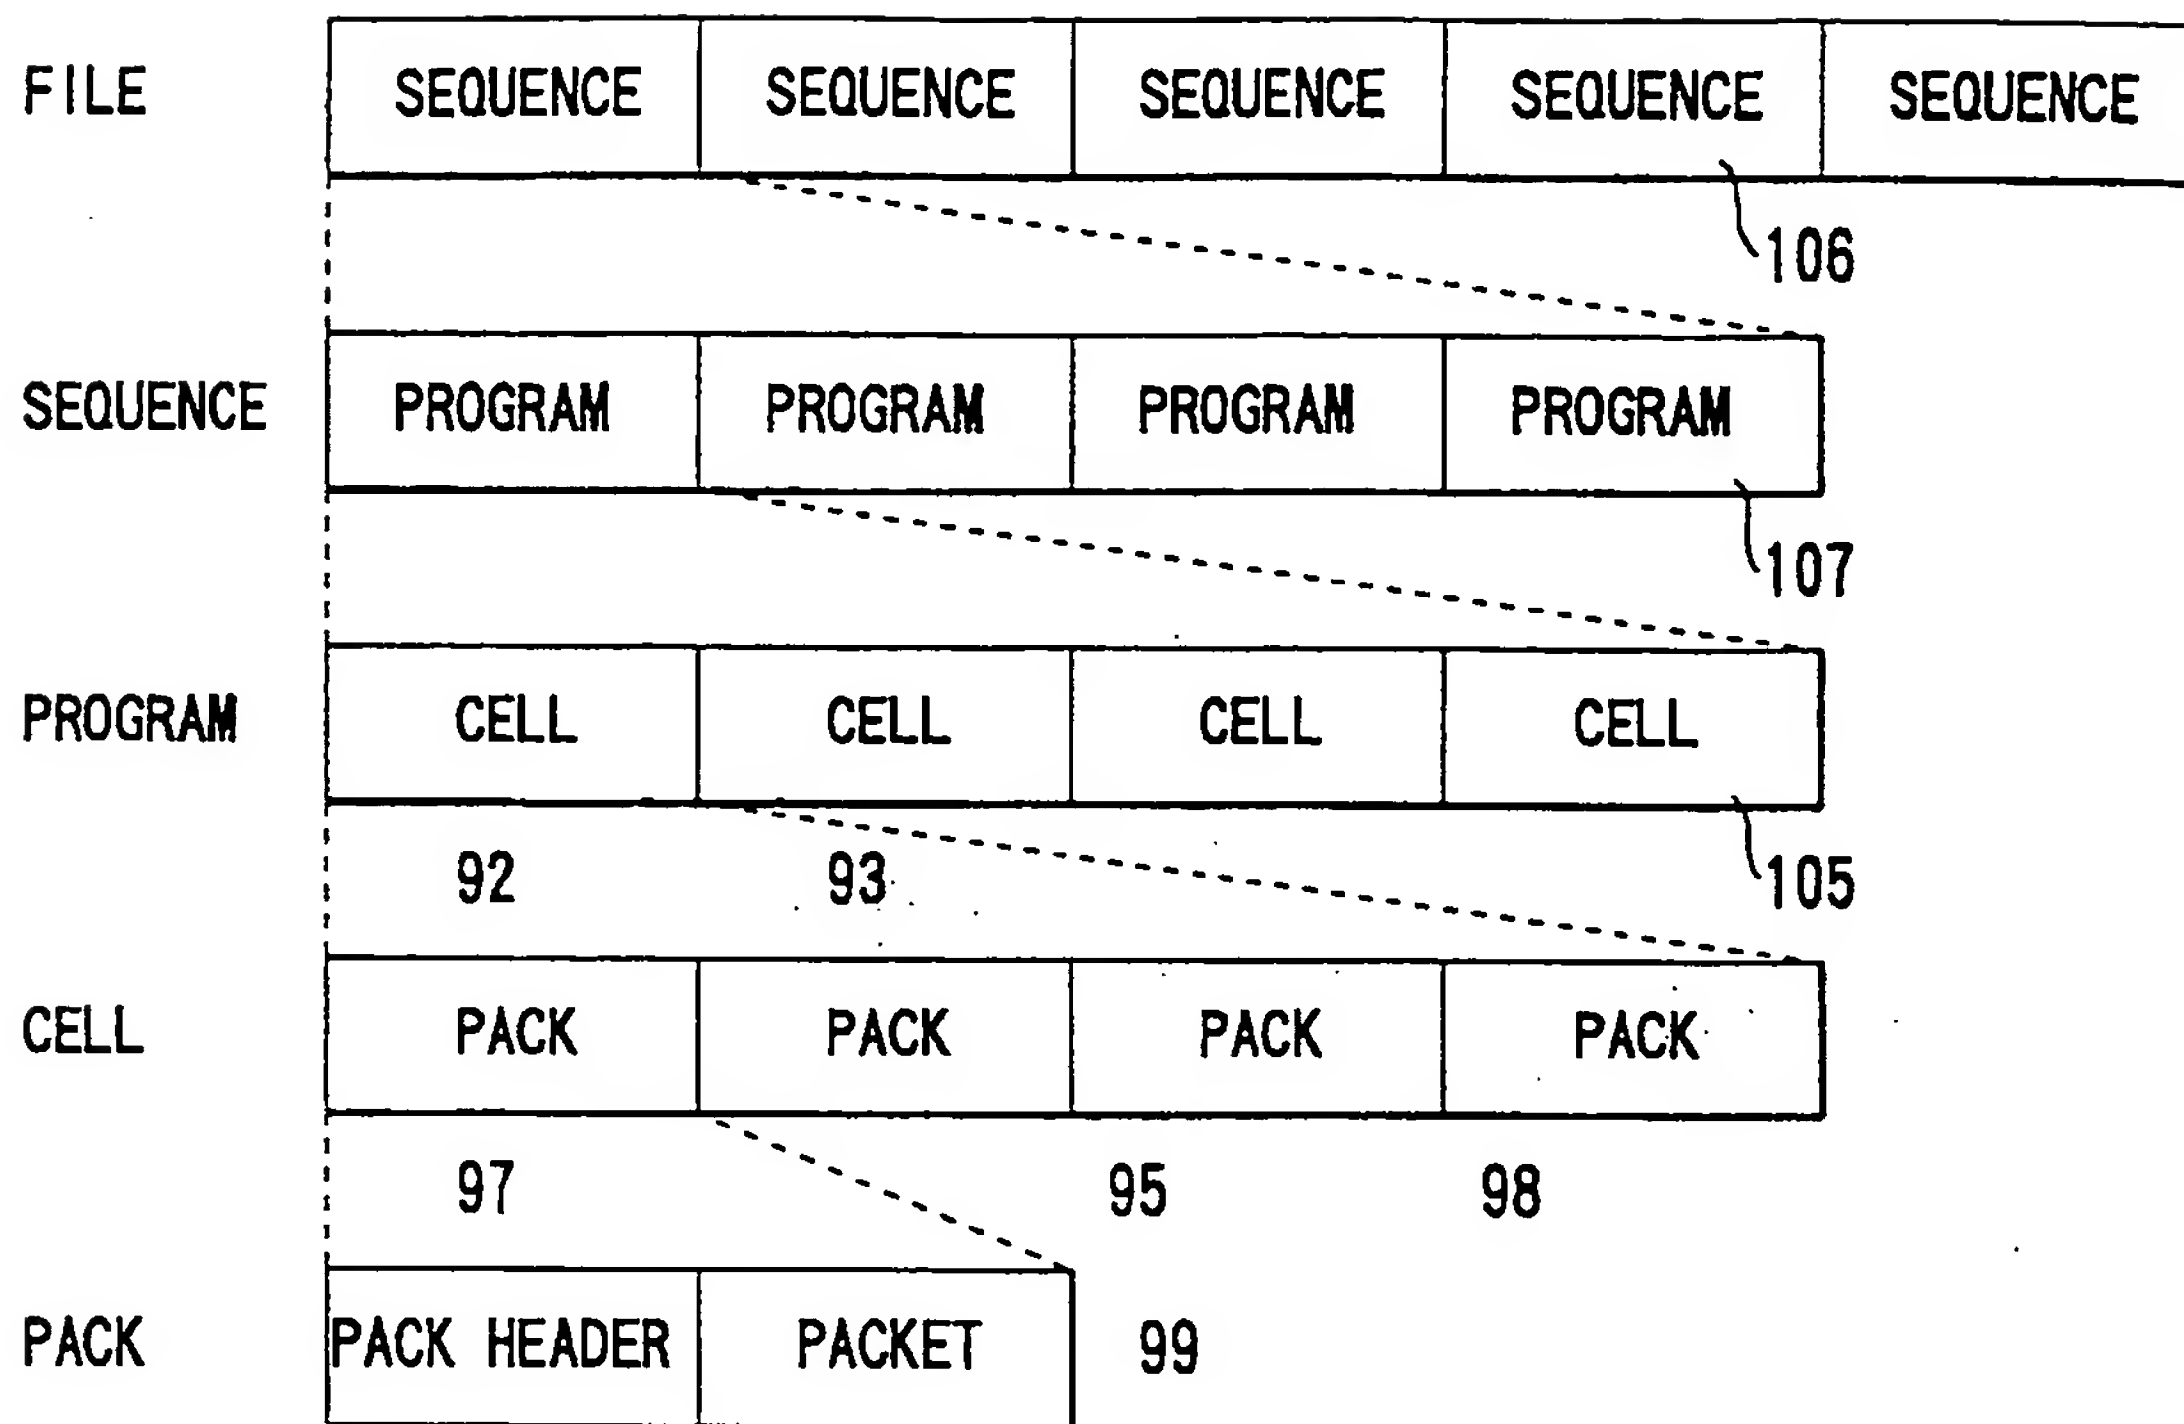 FILE SEQUENCE SEQUENCE SEQUENCE SEQUENCE SEQUENCE
106
SEQUENCE PROGRAM PROGRAM PROGRAM PROGRAM
107
PROGRAM CELL CELL CELL CELL
92 93 105
CELL PACK PACK PACK PACK
97 95 98
PACK PACK HEADER PACKET 99